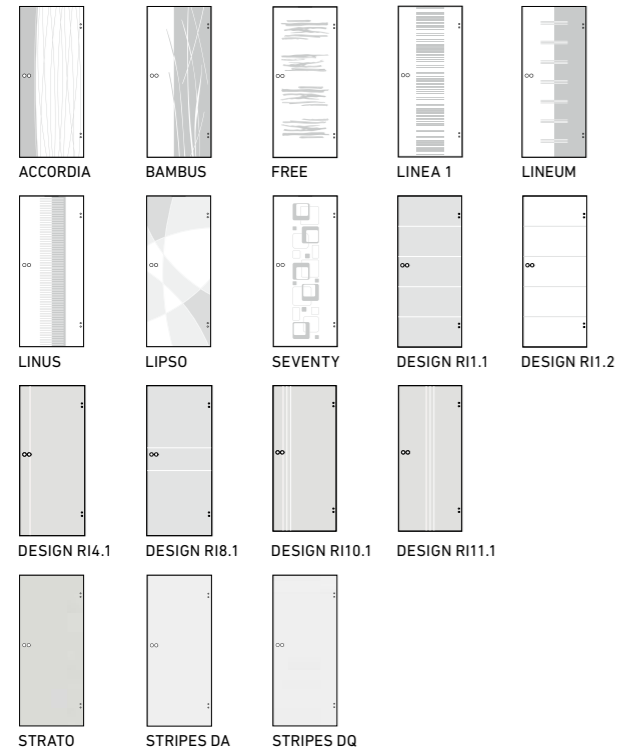 ACCORDIA BAMBUS FREE LINEA 1 LINEUM
LINUS LIPSO SEVENTY DESIGN RI1.1 DESIGN RI1.2
DESIGN RI4.1 DESIGN RI8.1 DESIGN RI10.1 DESIGN RI11.1
STRATO STRIPES DA STRIPES DQ